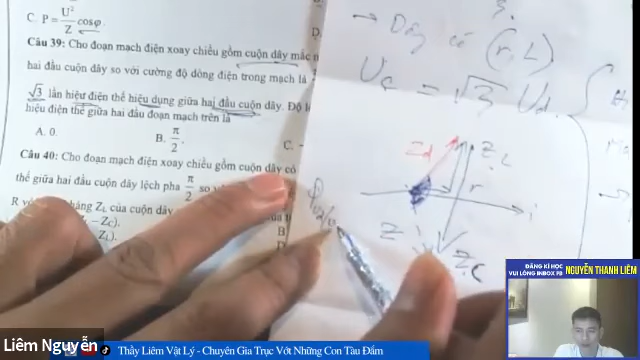 C. P = U²/Z cosφ
Câu 39: Cho đoạn mạch điện xoay chiều gồm cuộn dây mắc n
hai đầu cuộn dây so với cường độ dòng điện trong mạch là
√3 lần hiệu điện thế hiệu dụng giữa hai đầu cuộn dây. Độ l
hiệu điện thế giữa hai đầu đoạn mạch trên là
A. 0.
B. π/2.
C. -
Câu 40: Cho đoạn mạch điện xoay chiều gồm cuộn dây có
thế giữa hai đầu cuộn dây lệch pha π/2 so
R v
háng Z_L của cuộn dây
- Z_C).
Z_L).
B
→ Dây có (r, L)
U_C = √3 U_d
Z_d
Z_L
r
i
Z
Z_C
ĐĂNG KÍ HỌC
VUI LÒNG INBOX FB
NGUYỄN THANH LIÊM
Liêm Nguyễn
Thầy Liêm Vật Lý - Chuyên Gia Trục Vớt Những Con Tàu Đắm